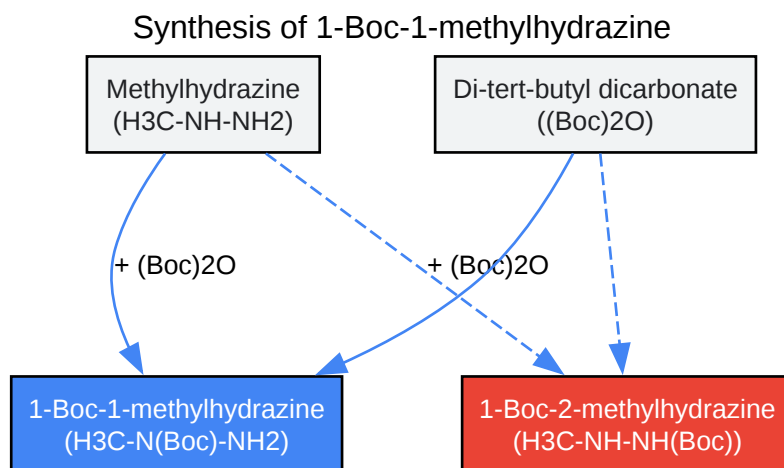 Synthesis of 1-Boc-1-methylhydrazine
Methylhydrazine
(H3C-NH-NH2)
Di-tert-butyl dicarbonate
((Boc)2O)
+ (Boc)2O
+ (Boc)2O
1-Boc-1-methylhydrazine
(H3C-N(Boc)-NH2)
1-Boc-2-methylhydrazine
(H3C-NH-NH(Boc))